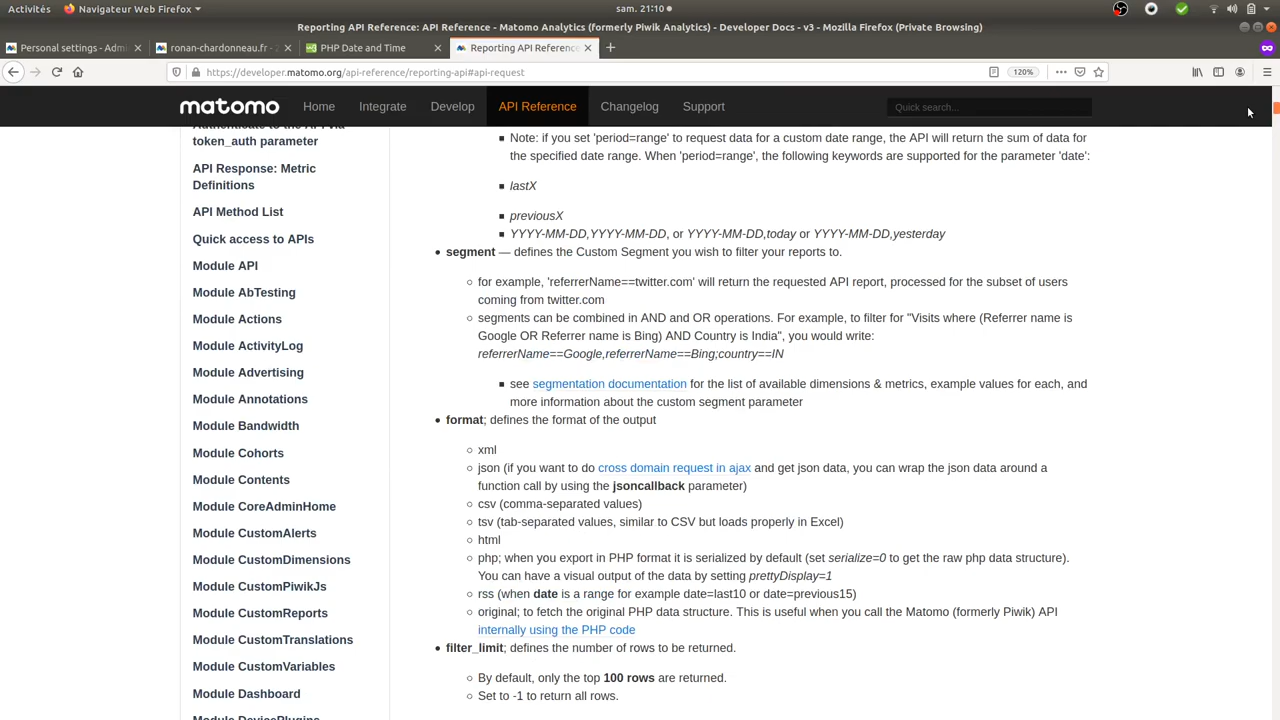 Activités
Navigateur Web Firefox
sam. 21:10
Reporting API Reference: API Reference - Matomo Analytics (formerly Piwik Analytics) - Developer Docs - v3 - Mozilla Firefox (Private Browsing)
Personal settings - Admi
ronan-chardonneau.fr - 2
PHP Date and Time
Reporting API Reference
https://developer.matomo.org/api-reference/reporting-api#api-request
120%
matomo
Home
Integrate
Develop
API Reference
Changelog
Support
Quick search...
Authenticate to the API via
token_auth parameter
API Response: Metric
Definitions
API Method List
Quick access to APIs
Module API
Module AbTesting
Module Actions
Module ActivityLog
Module Advertising
Module Annotations
Module Bandwidth
Module Cohorts
Module Contents
Module CoreAdminHome
Module CustomAlerts
Module CustomDimensions
Module CustomPiwikJs
Module CustomReports
Module CustomTranslations
Module CustomVariables
Module Dashboard
Module DevicePlugins
Note: if you set 'period=range' to request data for a custom date range, the API will return the sum of data for
the specified date range. When 'period=range', the following keywords are supported for the parameter 'date':
lastX
previousX
YYYY-MM-DD,YYYY-MM-DD, or YYYY-MM-DD,today or YYYY-MM-DD,yesterday
segment — defines the Custom Segment you wish to filter your reports to.
for example, 'referrerName==twitter.com' will return the requested API report, processed for the subset of users
coming from twitter.com
segments can be combined in AND and OR operations. For example, to filter for "Visits where (Referrer name is
Google OR Referrer name is Bing) AND Country is India", you would write:
referrerName==Google,referrerName==Bing;country==IN
see segmentation documentation for the list of available dimensions & metrics, example values for each, and
more information about the custom segment parameter
format; defines the format of the output
xml
json (if you want to do cross domain request in ajax and get json data, you can wrap the json data around a
function call by using the jsoncallback parameter)
csv (comma-separated values)
tsv (tab-separated values, similar to CSV but loads properly in Excel)
html
php; when you export in PHP format it is serialized by default (set serialize=0 to get the raw php data structure).
You can have a visual output of the data by setting prettyDisplay=1
rss (when date is a range for example date=last10 or date=previous15)
original; to fetch the original PHP data structure. This is useful when you call the Matomo (formerly Piwik) API
internally using the PHP code
filter_limit; defines the number of rows to be returned.
By default, only the top 100 rows are returned.
Set to -1 to return all rows.